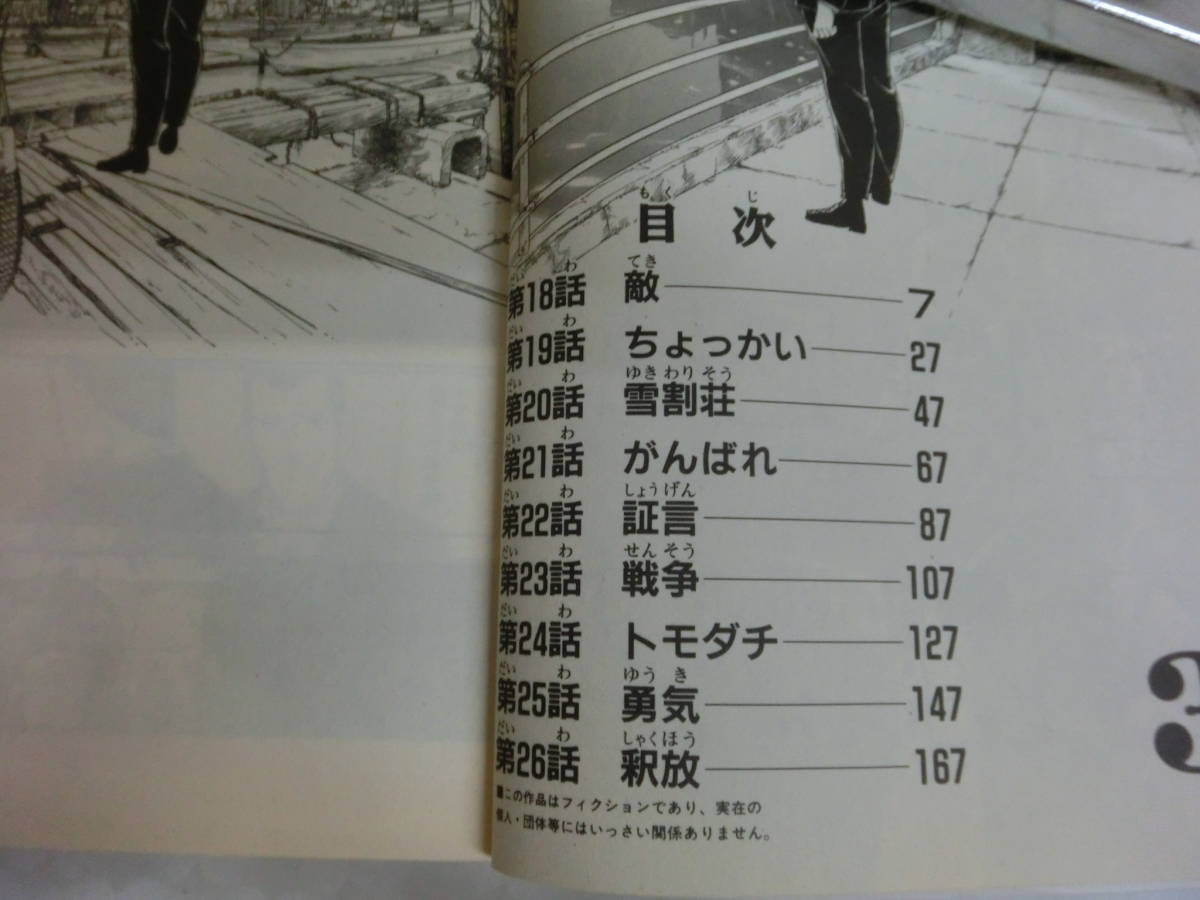 目次
第18話 敵 7
第19話 ちょっかい 27
第20話 雪割荘 47
第21話 がんばれ 67
第22話 証言 87
第23話 戦争 107
第24話 トモダチ 127
第25話 勇気 147
第26話 釈放 167
■この作品はフィクションであり、実在の
個人・団体等にはいっさい関係ありません。
3